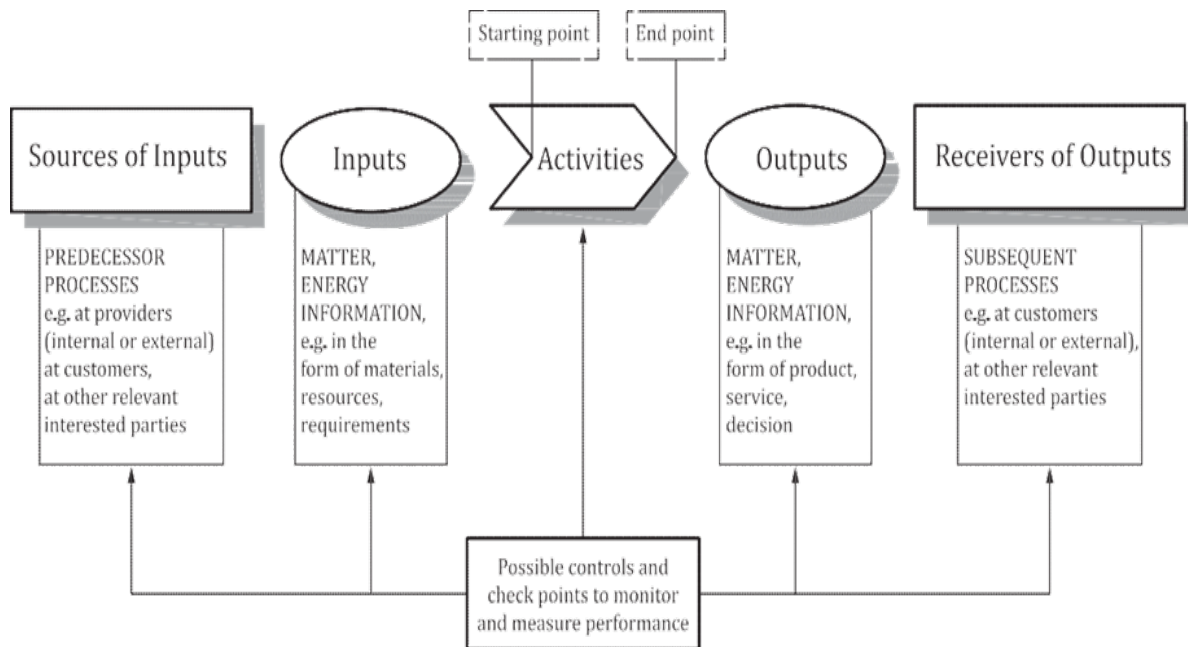 Starting point
End point
Sources of Inputs
Inputs
Activities
Outputs
Receivers of Outputs
PREDECESSOR
PROCESSES
e.g. at providers
(internal or external)
at customers,
at other relevant
interested parties
MATTER,
ENERGY
INFORMATION,
e.g. in the
form of materials,
resources,
requirements
MATTER,
ENERGY
INFORMATION,
e.g. in the
form of product,
service,
decision
SUBSEQUENT
PROCESSES
e.g. at customers
(internal or external),
at other relevant
interested parties
Possible controls and
check points to monitor
and measure performance